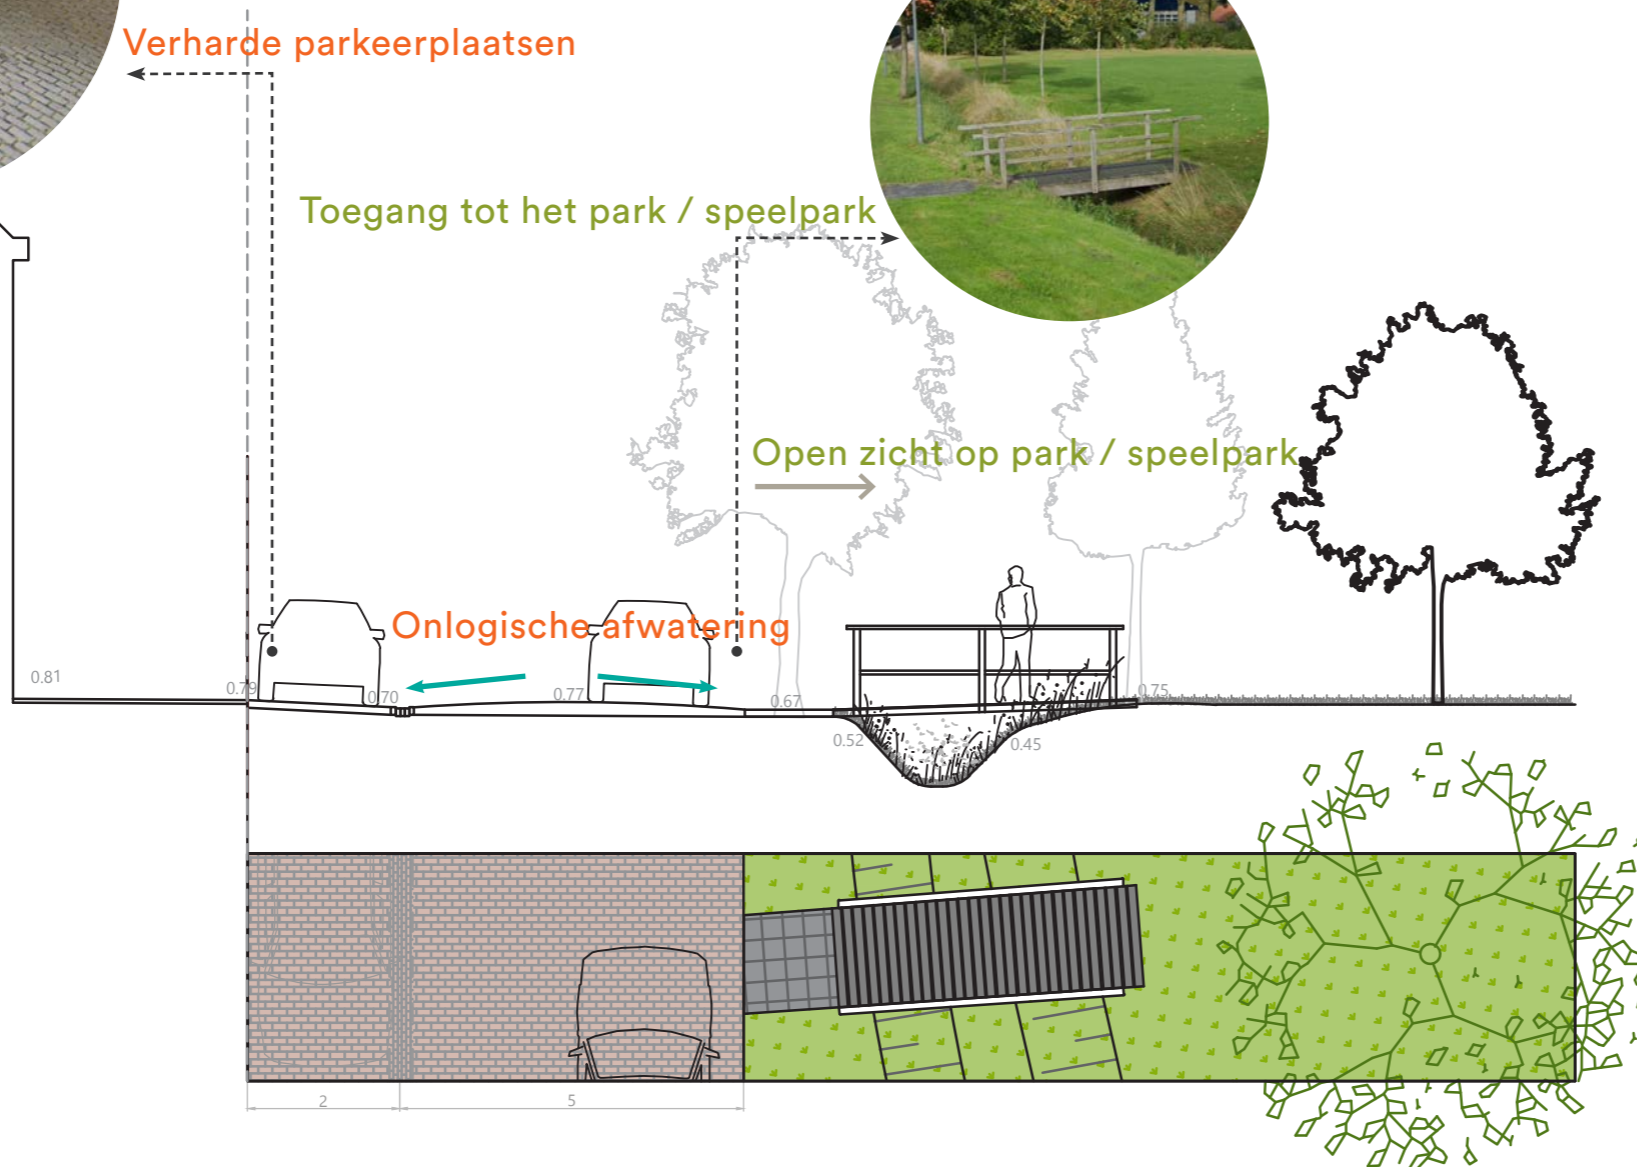 Verharde parkeerplaatsen
Toegang tot het park / speelpark
Open zicht op park / speelpark
Onlogische afwatering
0.81
0.79
0.70
0.77
0.67
0.75
0.52
0.45
2
5